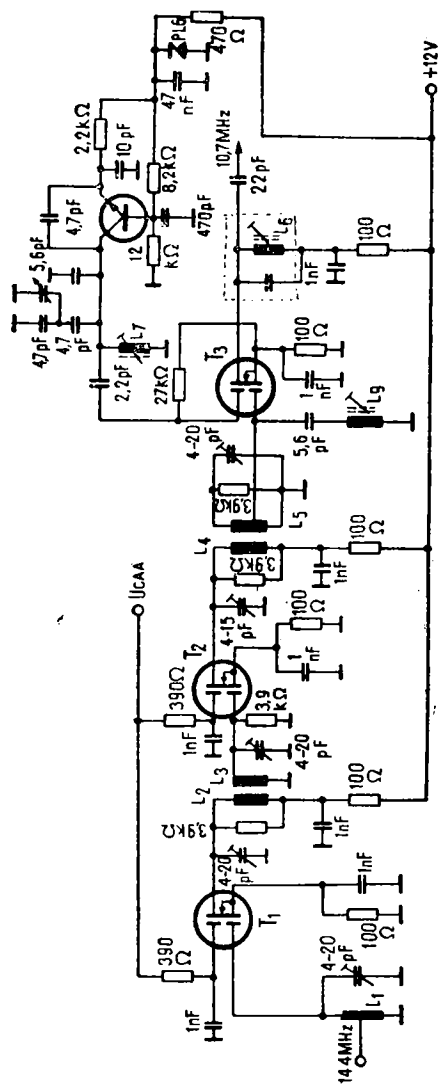 144MHz
L1
4-20
pF
100
Ω
1nF
T1
1nF
390
Ω
4-20
pF
3,9kΩ
L2
L3
1nF
100
Ω
4-20
pF
3,9
kΩ
1nF
390Ω
UCAA
T2
1
nF
100
Ω
4-15
pF
3,9kΩ
L4
L5
1nF
100
Ω
3,9kΩ
4-20
pF
T3
5,6
pF
L9
1
nF
100
Ω
27kΩ
2,2pF
L7
47pF
4,7
pF
5,6pF
4,7pF
12
kΩ
470pF
8,2kΩ
10pF
2,2kΩ
47
nF
PL6
470
Ω
L6
1nF
100
Ω
22pF
10,7MHz
+12V